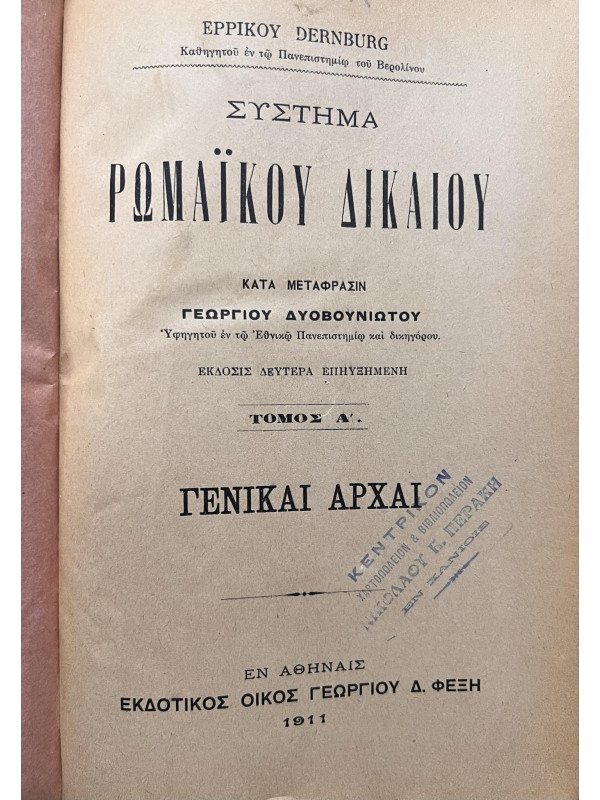 ΕΡΡΙΚΟΥ DERNBURG
Καθηγητοῦ ἐν τῷ Πανεπιστημίῳ τοῦ Βερολίνου
ΣΥΣΤΗΜΑ
ΡΩΜΑΪΚΟΥ ΔΙΚΑΙΟΥ
ΚΑΤΑ ΜΕΤΑΦΡΑΣΙΝ
ΓΕΩΡΓΙΟΥ ΔΥΟΒΟΥΝΙΩΤΟΥ
Ὑφηγητοῦ ἐν τῷ Ἐθνικῷ Πανεπιστημίῳ καὶ δικηγόρου.
ΕΚΔΟΣΙΣ ΔΕΥΤΕΡΑ ΕΠΗΥΞΗΜΕΝΗ
ΤΟΜΟΣ Α'.
ΓΕΝΙΚΑΙ ΑΡΧΑΙ
ΚΕΝΤΡΙΚΟΝ
ΧΑΡΤΟΠΩΛΕΙΟΝ & ΒΙΒΛΙΟΠΩΛΕΙΟΝ
ΝΙΚΟΛΑΟΥ Ε. ΠΕΡΑΚΗ
ΕΝ ΧΑΝΙΟΙΣ
ΕΝ ΑΘΗΝΑΙΣ
ΕΚΔΟΤΙΚΟΣ ΟΙΚΟΣ ΓΕΩΡΓΙΟΥ Δ. ΦΕΞΗ
1911